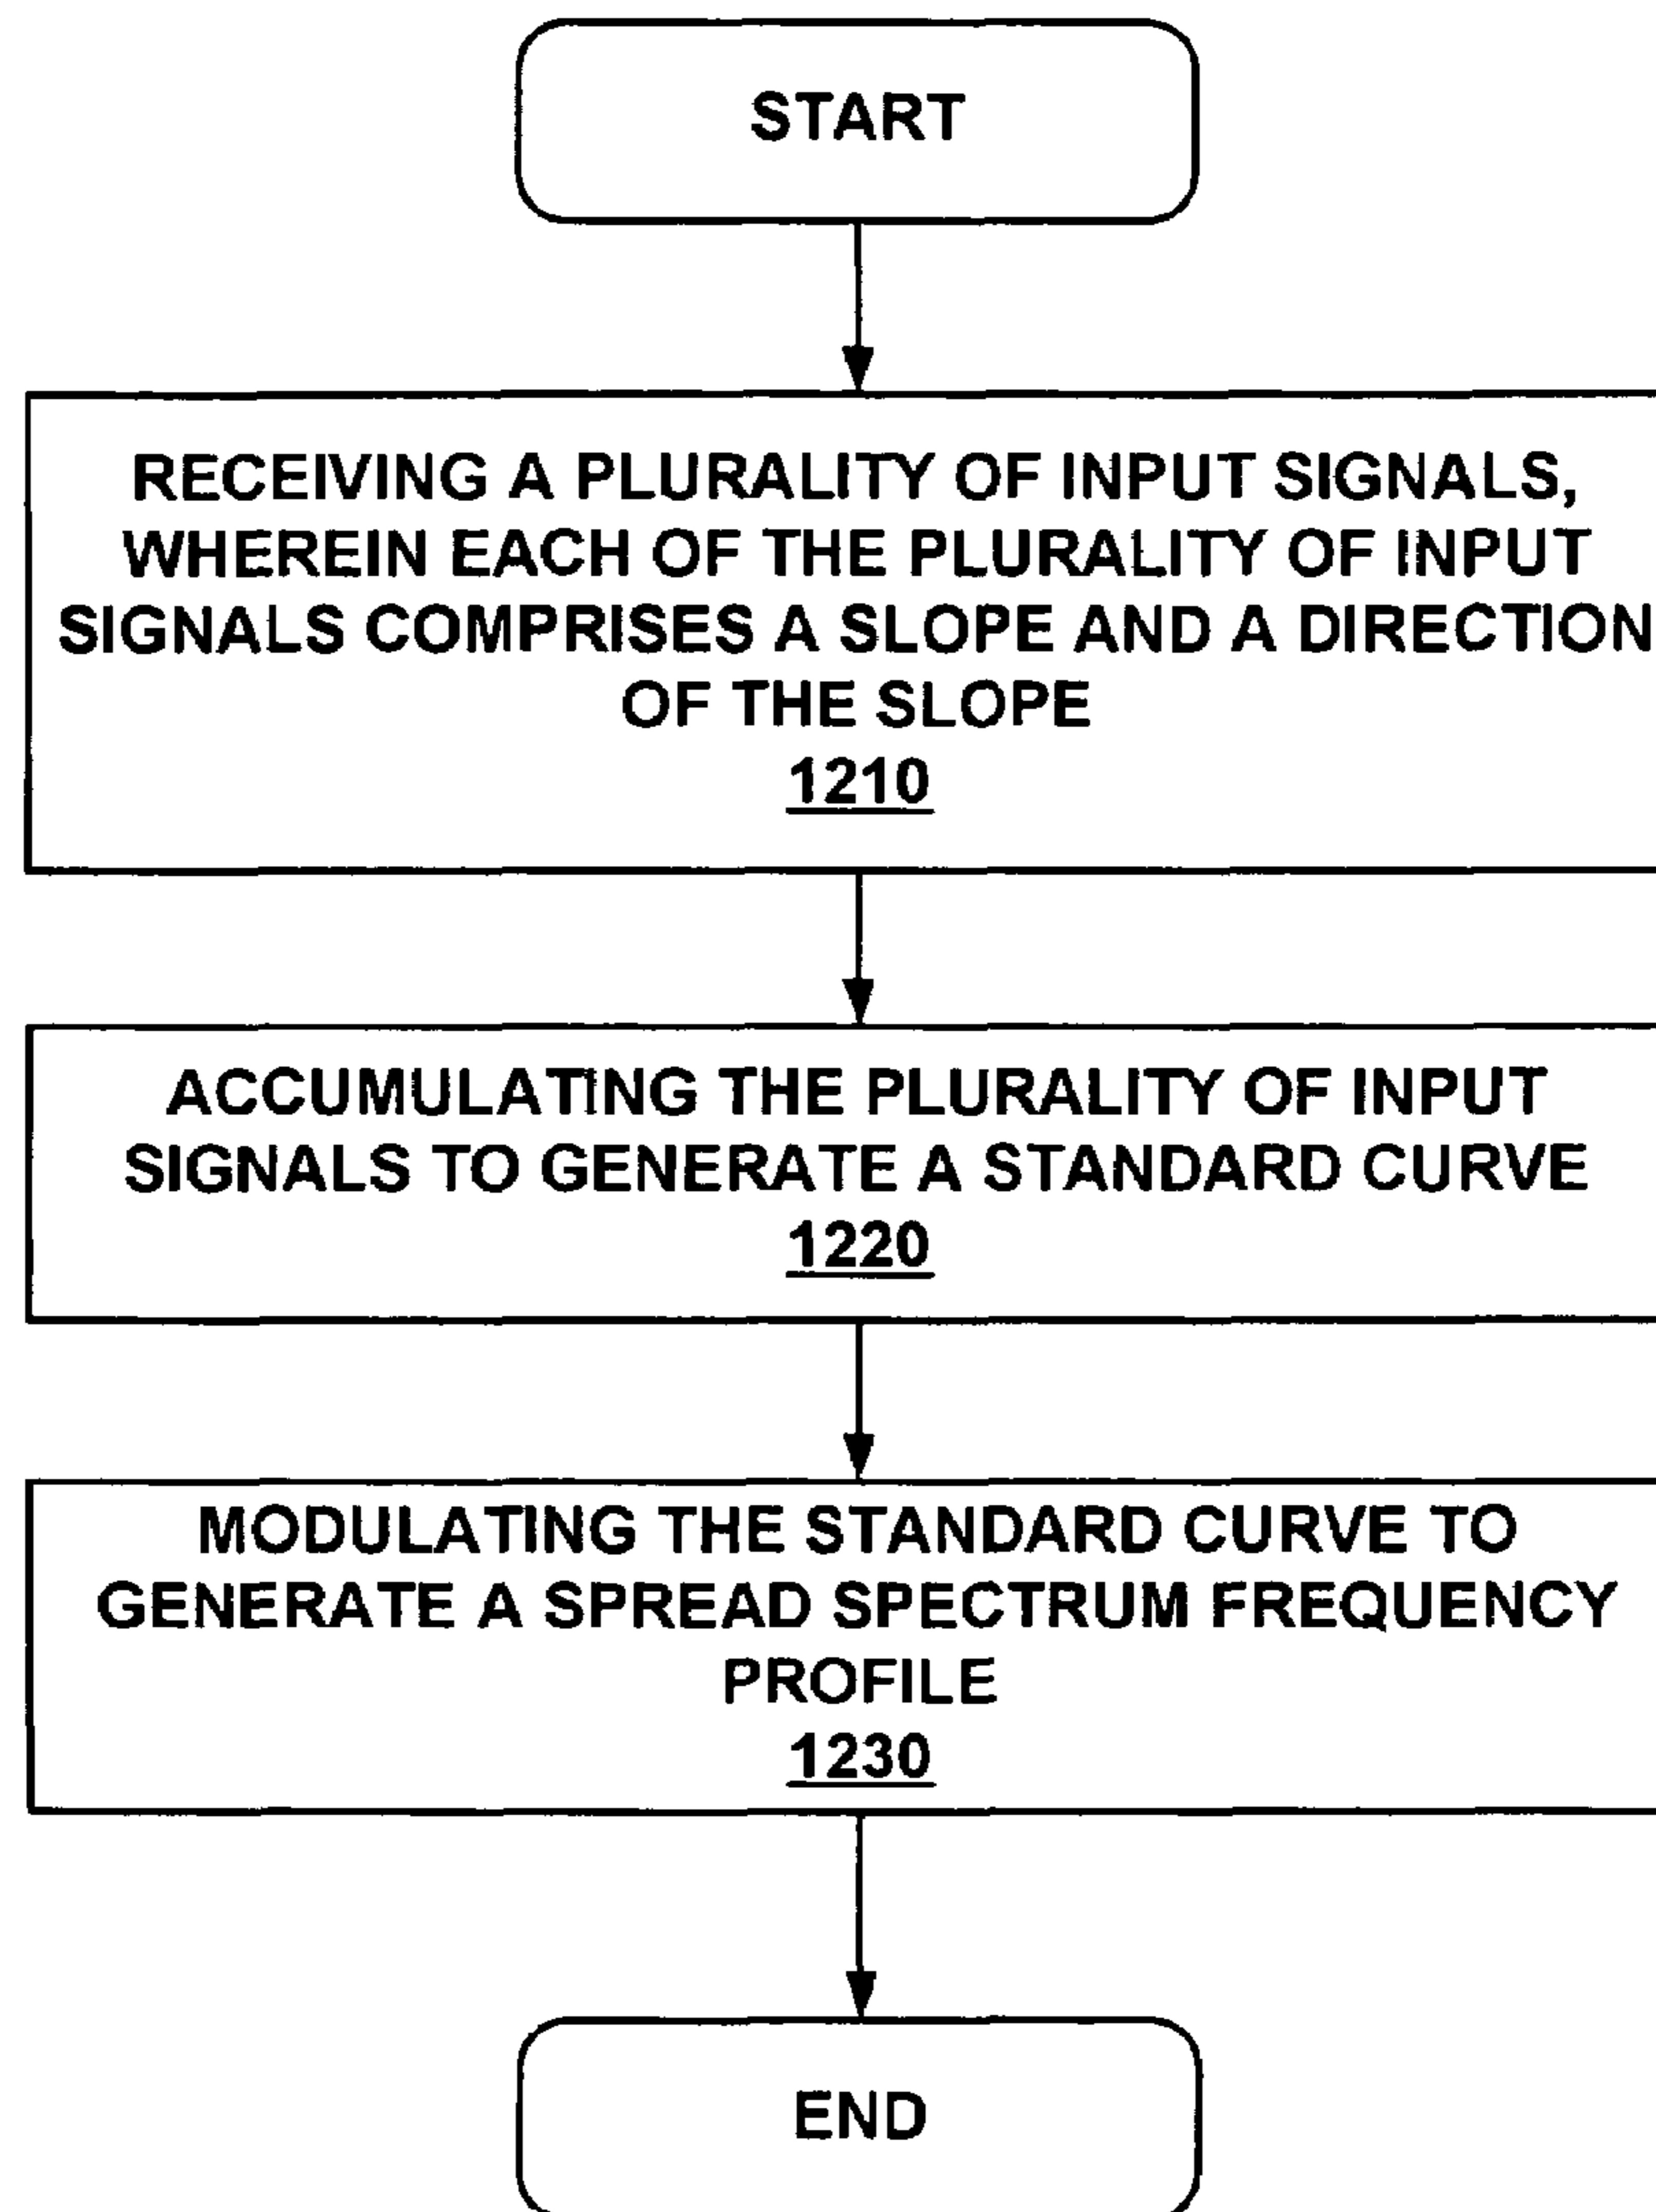 START
RECEIVING A PLURALITY OF INPUT SIGNALS,
WHEREIN EACH OF THE PLURALITY OF INPUT
SIGNALS COMPRISES A SLOPE AND A DIRECTION
OF THE SLOPE
1210
ACCUMULATING THE PLURALITY OF INPUT
SIGNALS TO GENERATE A STANDARD CURVE
1220
MODULATING THE STANDARD CURVE TO
GENERATE A SPREAD SPECTRUM FREQUENCY
PROFILE
1230
END